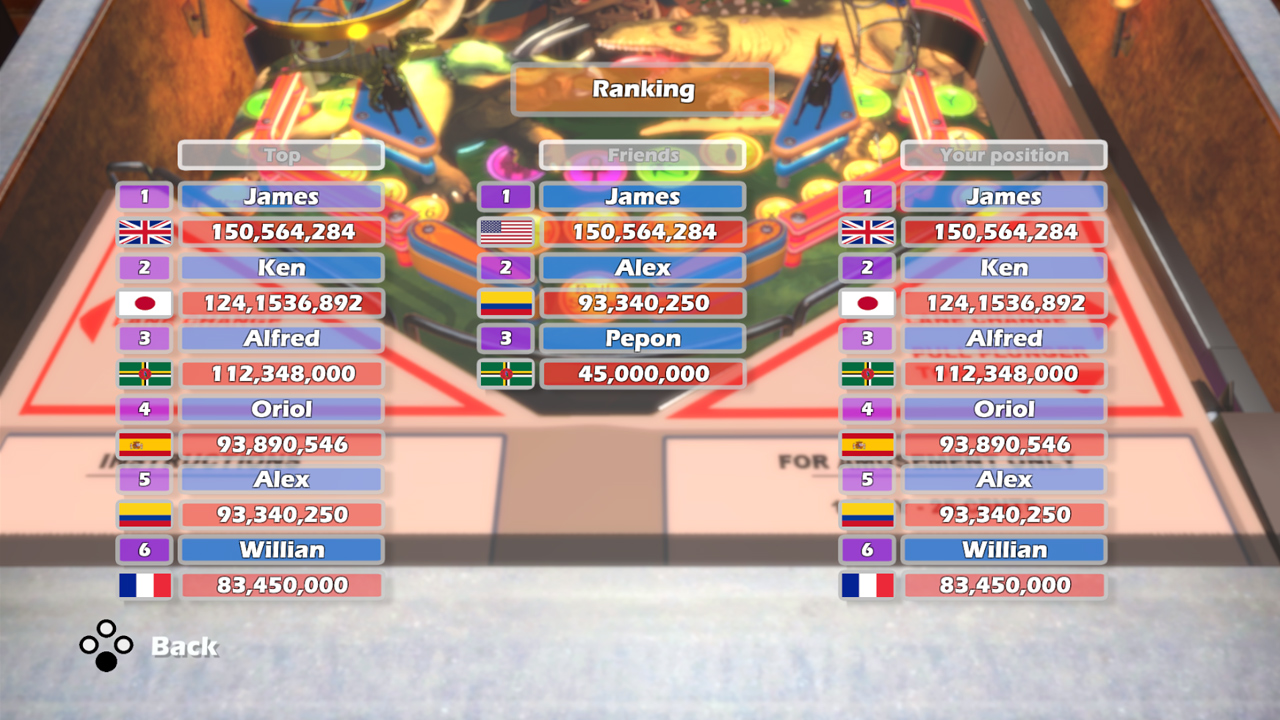 Ranking
Top
1 James
150,564,284
2 Ken
124,1536,892
3 Alfred
112,348,000
4 Oriol
93,890,546
5 Alex
93,340,250
6 Willian
83,450,000
Friends
1 James
150,564,284
2 Alex
93,340,250
3 Pepon
45,000,000
Your position
1 James
150,564,284
2 Ken
124,1536,892
3 Alfred
112,348,000
4 Oriol
93,890,546
5 Alex
93,340,250
6 Willian
83,450,000
INSTRUCTIONS
FOR AMUSEMENT ONLY
Back